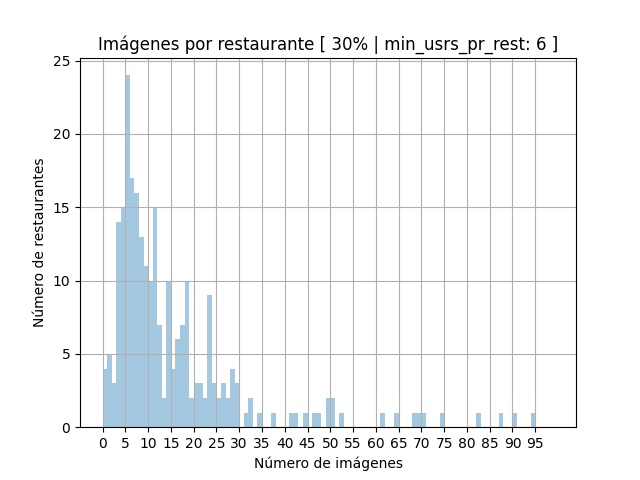 Imágenes por restaurante [ 30% | min_usrs_pr_rest: 6 ]
25
20
15
10
5
0
Número de restaurantes
0 5 10 15 20 25 30 35 40 45 50 55 60 65 70 75 80 85 90 95
Número de imágenes